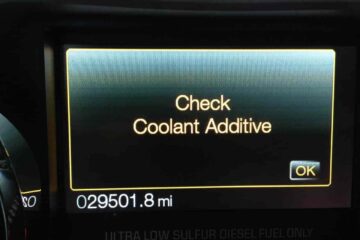 Check
Coolant Additive
OK
029501.8 mi
ULTRA LOW SULFUR DIESEL FUEL ONLY